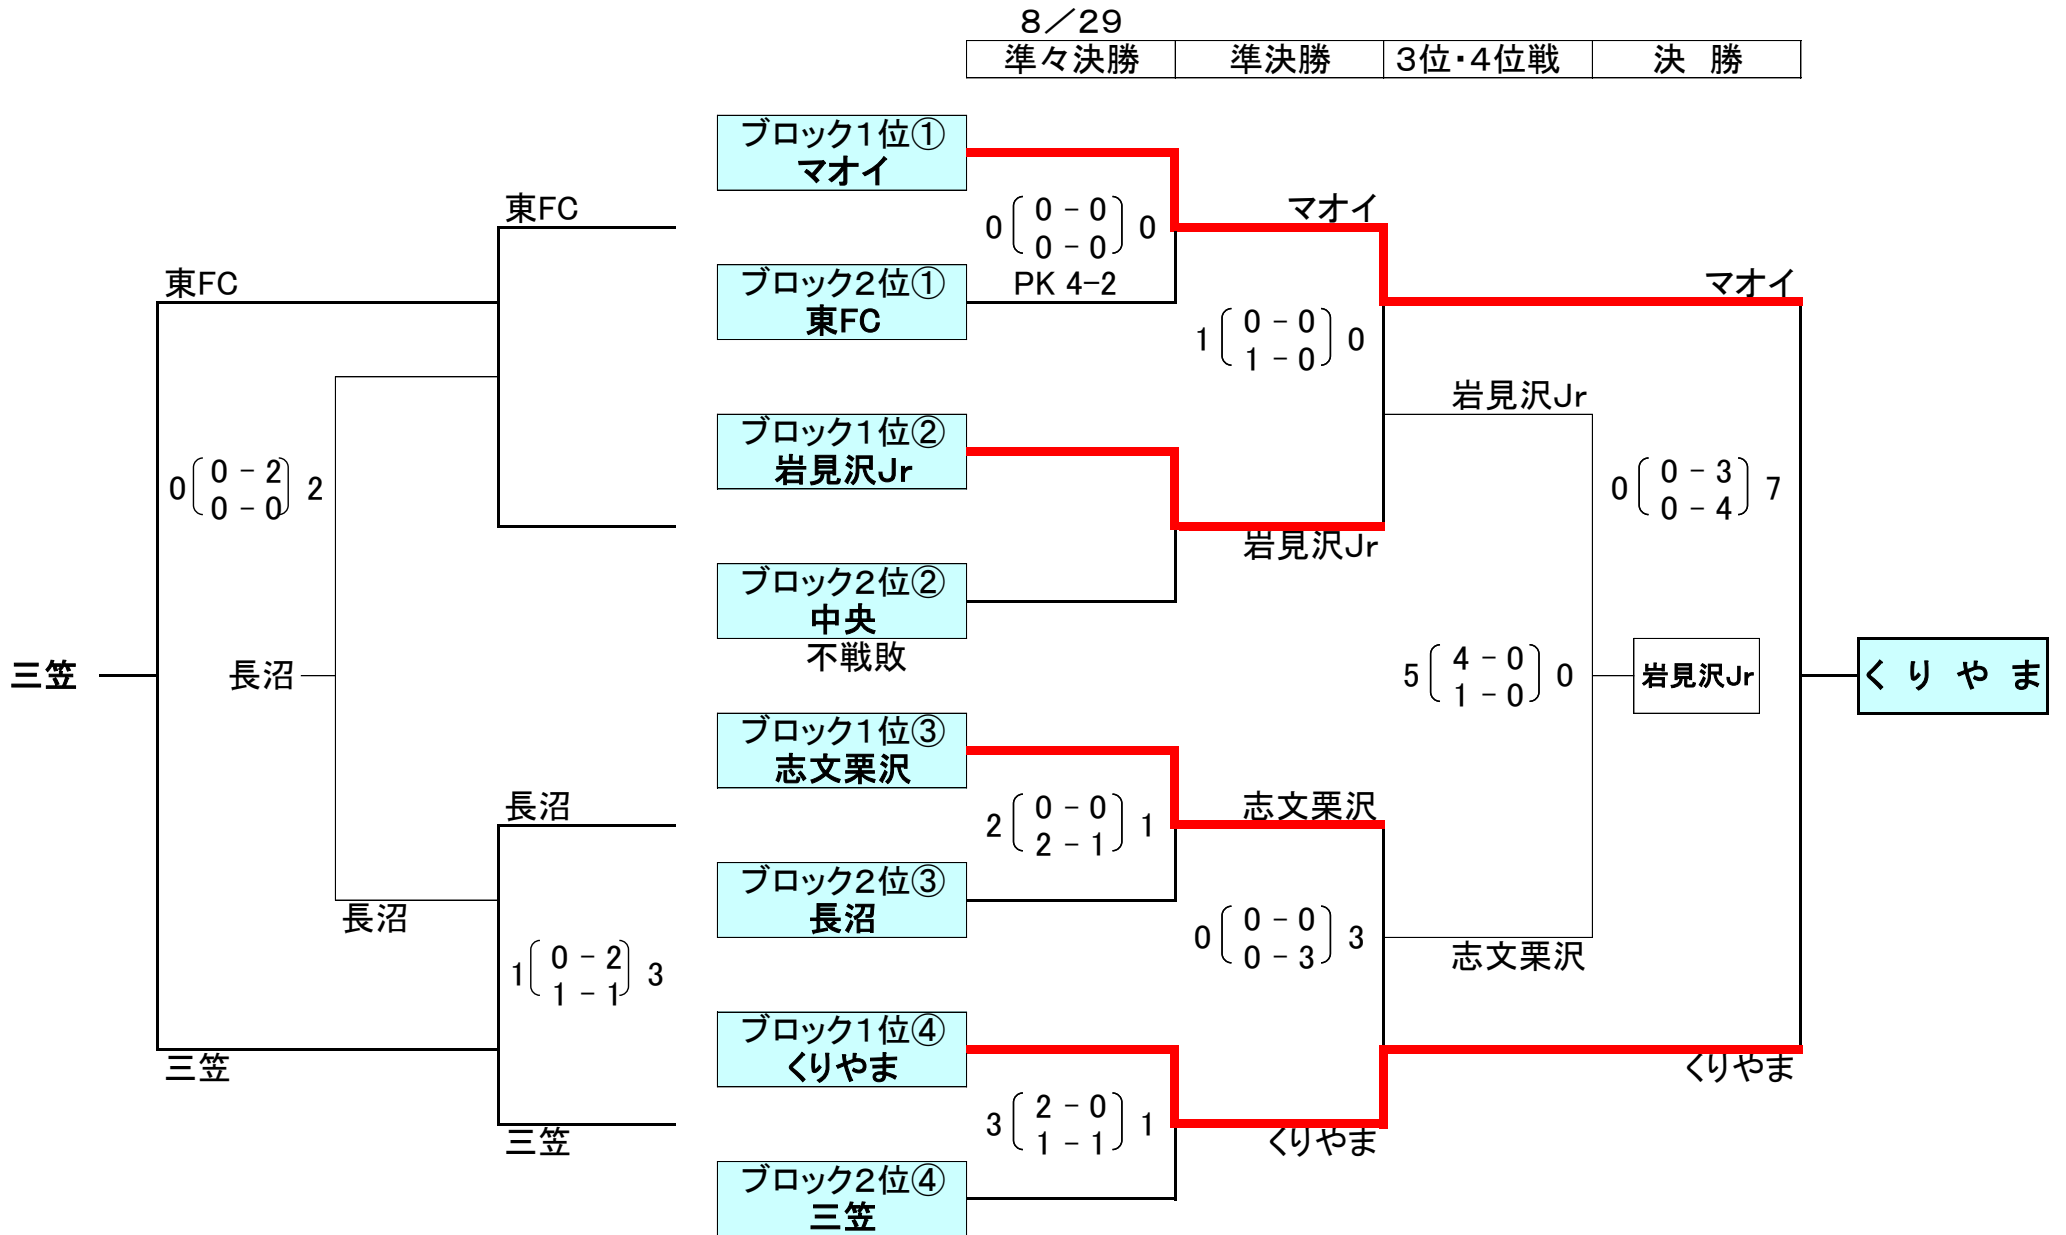 8／29
準々決勝 準決勝 3位・4位戦 決 勝
ブロック1位①
マオイ
東FC
0 0 - 0 0
0 - 0
マオイ
東FC
ブロック2位①
東FC
PK 4-2
マオイ
1 0 - 0 0
1 - 0
岩見沢Jr
ブロック1位②
岩見沢Jr
0 0 - 2 2
0 - 0
0 0 - 3 7
0 - 4
岩見沢Jr
ブロック2位②
中央
不戦敗
三笠
長沼
5 4 - 0 0
1 - 0
岩見沢Jr
くりやま
ブロック1位③
志文栗沢
長沼
2 0 - 0 1
2 - 1
志文栗沢
ブロック2位③
長沼
長沼
0 0 - 0 3
0 - 3
志文栗沢
1 0 - 2 3
1 - 1
ブロック1位④
くりやま
三笠
くりやま
3 2 - 0 1
1 - 1
三笠
くりやま
ブロック2位④
三笠